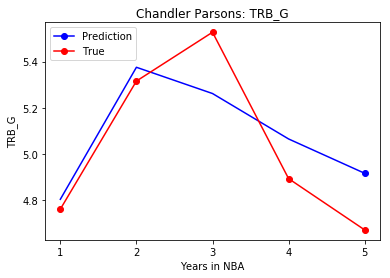 Chandler Parsons: TRB_G
Prediction
True
TRB_G
5.4
5.2
5.0
4.8
1 2 3 4 5
Years in NBA